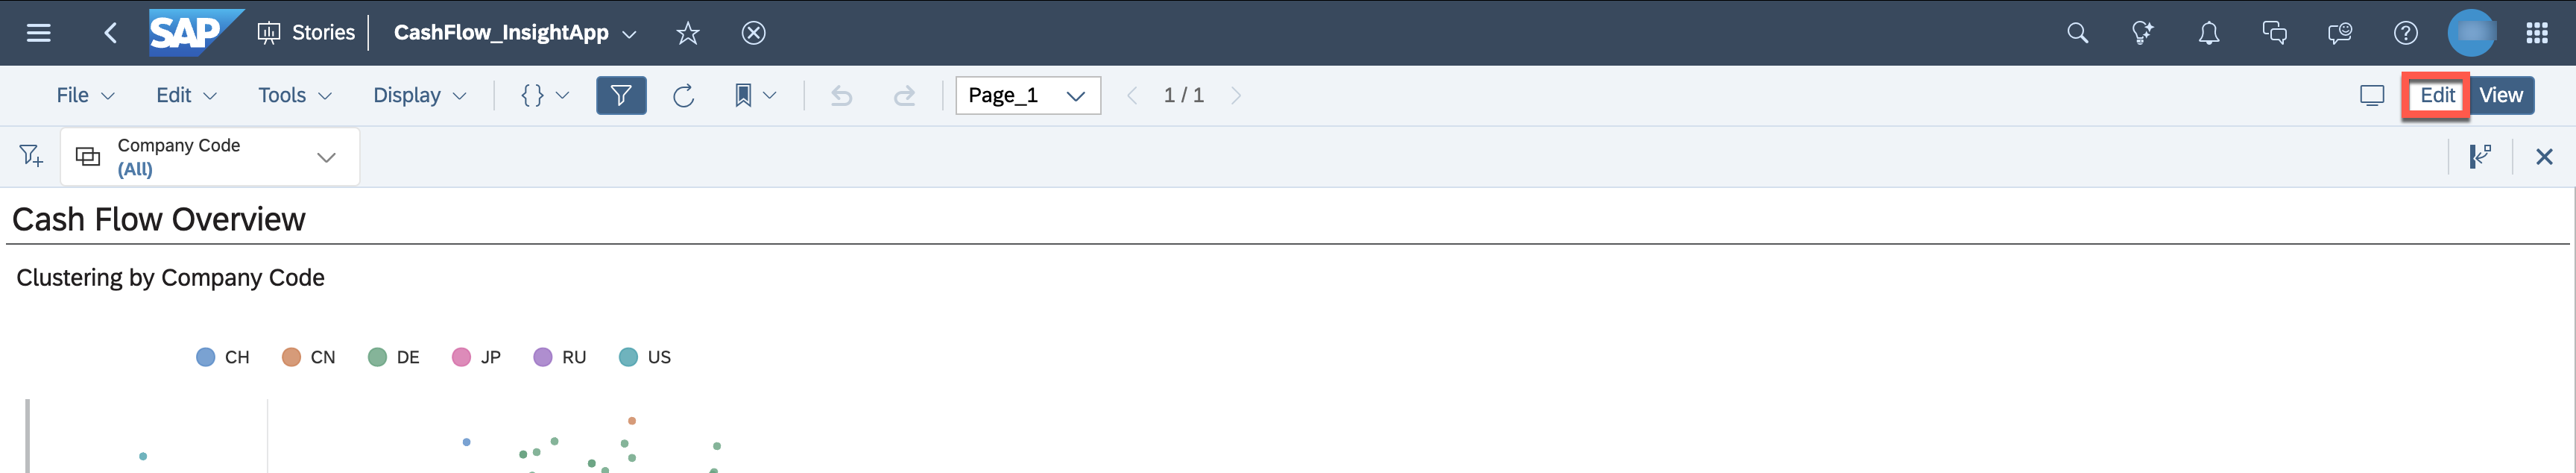 SAP Stories CashFlow_InsightApp
File Edit Tools Display { } Page_1 1 / 1 Edit View
Company Code
(All)
Cash Flow Overview
Clustering by Company Code
CH CN DE JP RU US